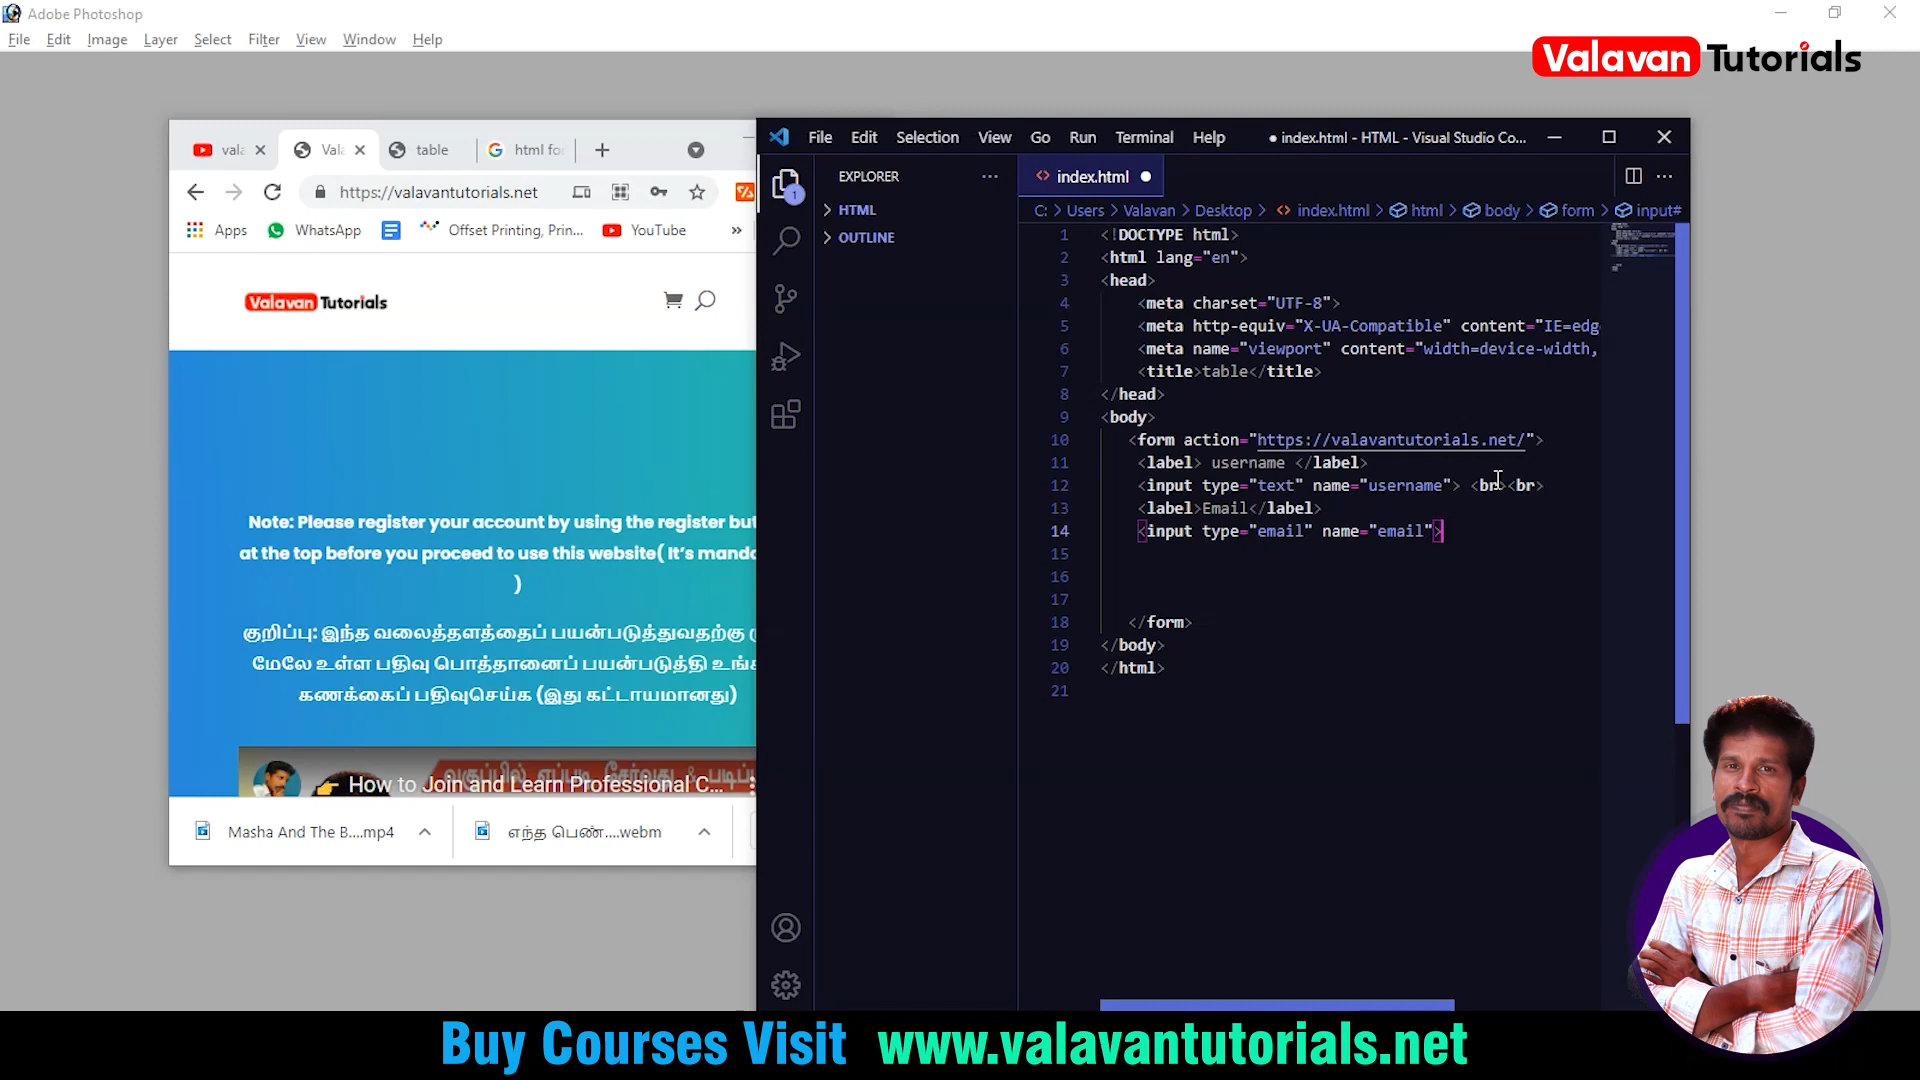 Adobe Photoshop
File Edit Image Layer Select Filter View Window Help
Valavan Tutorials
vala
Vala
table
html fo
https://valavantutorials.net
Apps WhatsApp Offset Printing, Prin... YouTube »
Valavan Tutorials
Note: Please register your account by using the register but
at the top before you proceed to use this website( It's manda
)
குறிப்பு: இந்த வலைத்தளத்தைப் பயன்படுத்துவதற்கு மு
மேலே உள்ள பதிவு பொத்தானைப் பயன்படுத்தி உங்க
கணக்கைப் பதிவுசெய்க (இது கட்டாயமானது)
How to Join and Learn Professional C...
Masha And The B....mp4
எந்த பெண்....webm
File Edit Selection View Go Run Terminal Help ● index.html - HTML - Visual Studio Co...
1
EXPLORER ...
HTML
OUTLINE
index.html
C: > Users > Valavan > Desktop > index.html > html > body > form > input#
1 <!DOCTYPE html>
2 <html lang="en">
3 <head>
4 <meta charset="UTF-8">
5 <meta http-equiv="X-UA-Compatible" content="IE=edg
6 <meta name="viewport" content="width=device-width,
7 <title>table</title>
8 </head>
9 <body>
10 <form action="https://valavantutorials.net/">
11 <label> username </label>
12 <input type="text" name="username"> <br><br>
13 <label>Email</label>
14 <input type="email" name="email">
15
16
17
18 </form>
19 </body>
20 </html>
21
Buy Courses Visit www.valavantutorials.net